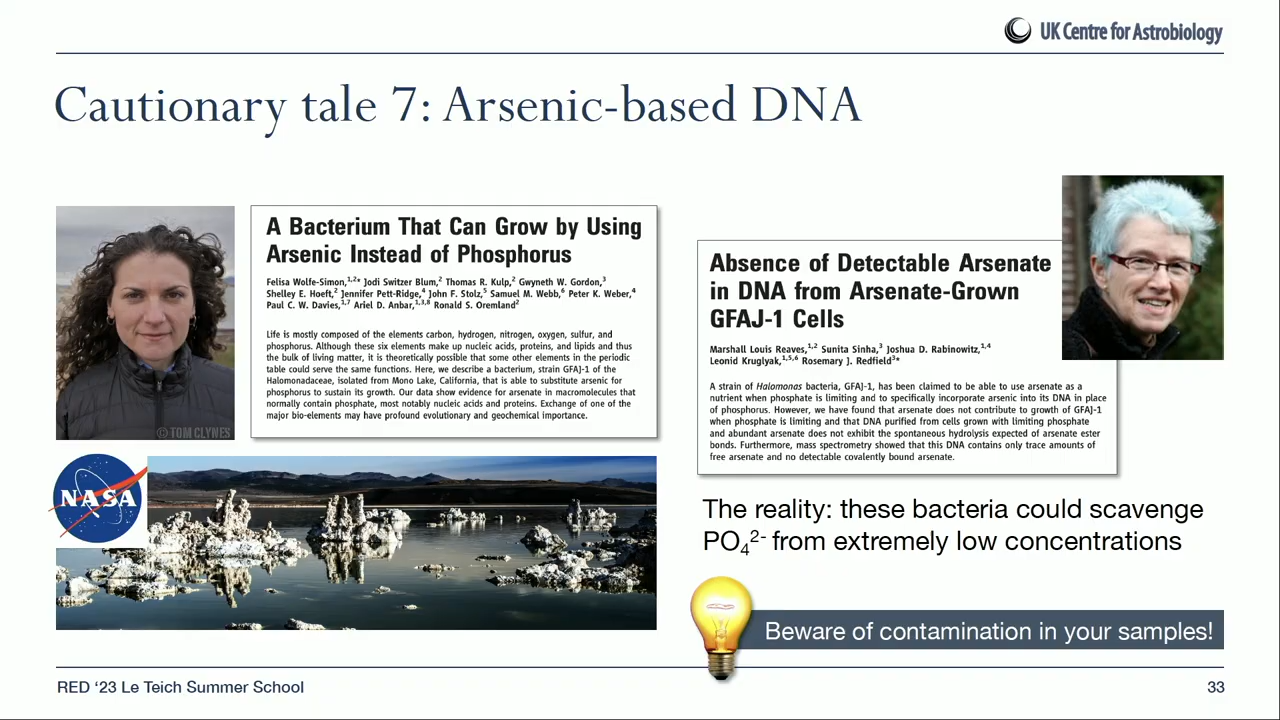 UK Centre for Astrobiology
Cautionary tale 7: Arsenic-based DNA
A Bacterium That Can Grow by Using
Arsenic Instead of Phosphorus
Felisa Wolfe-Simon,1,2* Jodi Switzer Blum,2 Thomas R. Kulp,2 Gwyneth W. Gordon,3
Shelley E. Hoeft,2 Jennifer Pett-Ridge,4 John F. Stolz,5 Samuel M. Webb,6 Peter K. Weber,4
Paul C. W. Davies,1,7 Ariel D. Anbar,1,3,8 Ronald S. Oremland2
Life is mostly composed of the elements carbon, hydrogen, nitrogen, oxygen, sulfur, and
phosphorus. Although these six elements make up nucleic acids, proteins, and lipids and thus
the bulk of living matter, it is theoretically possible that some other elements in the periodic
table could serve the same functions. Here, we describe a bacterium, strain GFAJ-1 of the
Halomonadaceae, isolated from Mono Lake, California, that is able to substitute arsenic for
phosphorus to sustain its growth. Our data show evidence for arsenate in macromolecules that
normally contain phosphate, most notably nucleic acids and proteins. Exchange of one of the
major bio-elements may have profound evolutionary and geochemical importance.
©TOM CLYNES
NASA
Absence of Detectable Arsenate
in DNA from Arsenate-Grown
GFAJ-1 Cells
Marshall Louis Reaves,1,2 Sunita Sinha,3 Joshua D. Rabinowitz,1,4
Leonid Kruglyak,1,5,6 Rosemary J. Redfield3*
A strain of Halomonas bacteria, GFAJ-1, has been claimed to be able to use arsenate as a
nutrient when phosphate is limiting and to specifically incorporate arsenic into its DNA in place
of phosphorus. However, we have found that arsenate does not contribute to growth of GFAJ-1
when phosphate is limiting and that DNA purified from cells grown with limiting phosphate
and abundant arsenate does not exhibit the spontaneous hydrolysis expected of arsenate ester
bonds. Furthermore, mass spectrometry showed that this DNA contains only trace amounts of
free arsenate and no detectable covalently bound arsenate.
The reality: these bacteria could scavenge
PO₄²⁻ from extremely low concentrations
Beware of contamination in your samples!
RED ‘23 Le Teich Summer School
33